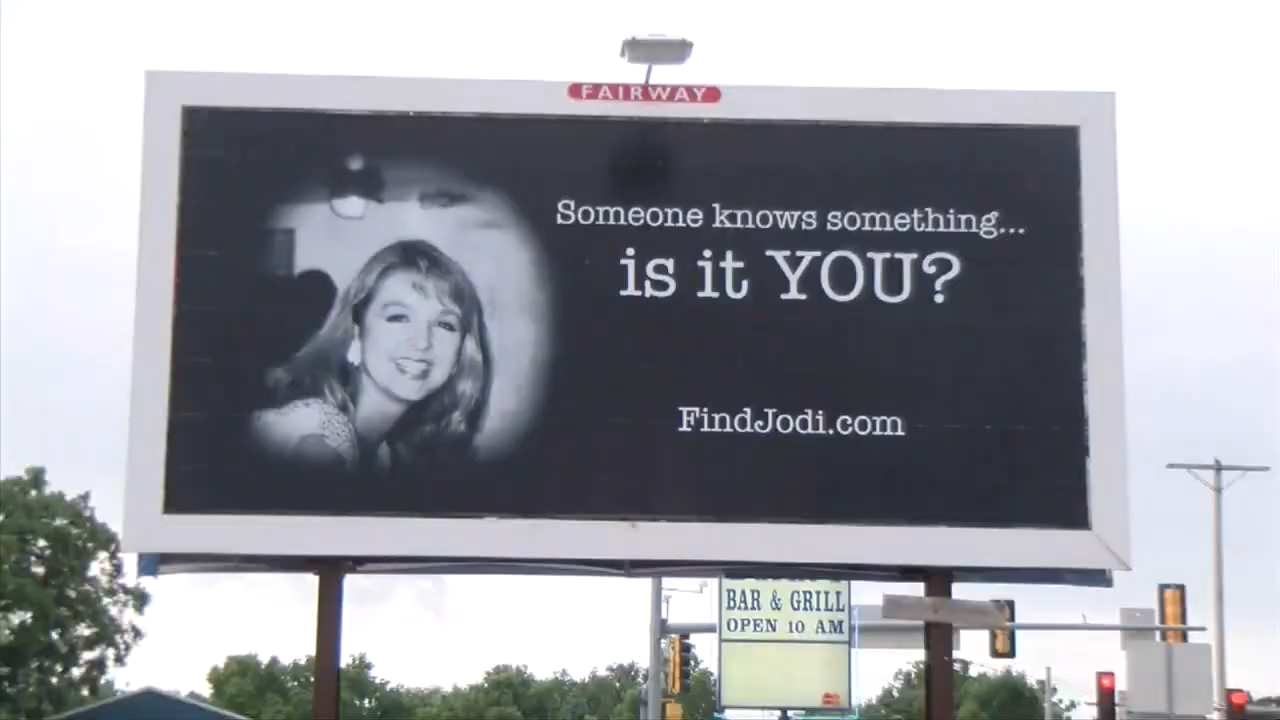 FAIRWAY
Someone knows something...
is it YOU?
FindJodi.com
BAR & GRILL
OPEN 10 AM